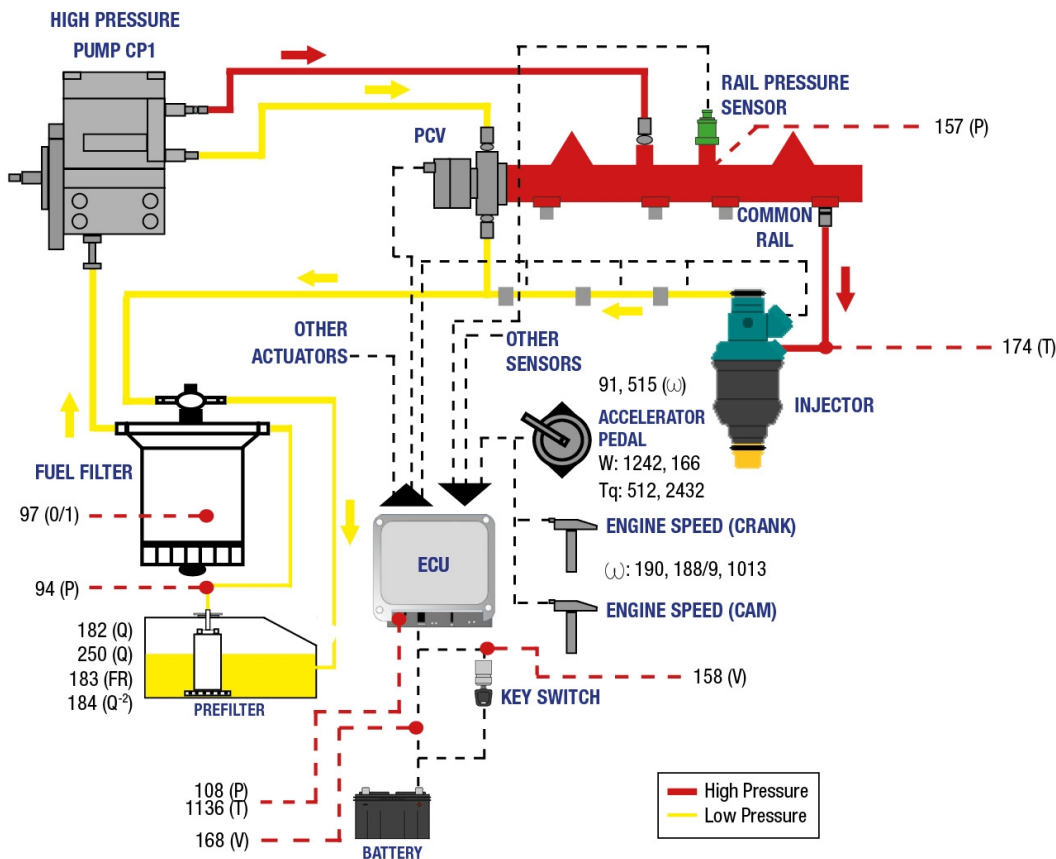 HIGH PRESSURE
PUMP CP1
RAIL PRESSURE
SENSOR
PCV
157 (P)
COMMON
RAIL
OTHER
ACTUATORS
OTHER
SENSORS
174 (T)
91, 515 (ω)
ACCELERATOR
PEDAL
W: 1242, 166
Tq: 512, 2432
INJECTOR
FUEL FILTER
97 (0/1)
ENGINE SPEED (CRANK)
ECU
(ω): 190, 188/9, 1013
94 (P)
ENGINE SPEED (CAM)
182 (Q)
250 (Q)
183 (FR)
184 (Q⁻²)
PREFILTER
158 (V)
KEY SWITCH
108 (P)
1136 (T)
168 (V)
BATTERY
High Pressure
Low Pressure